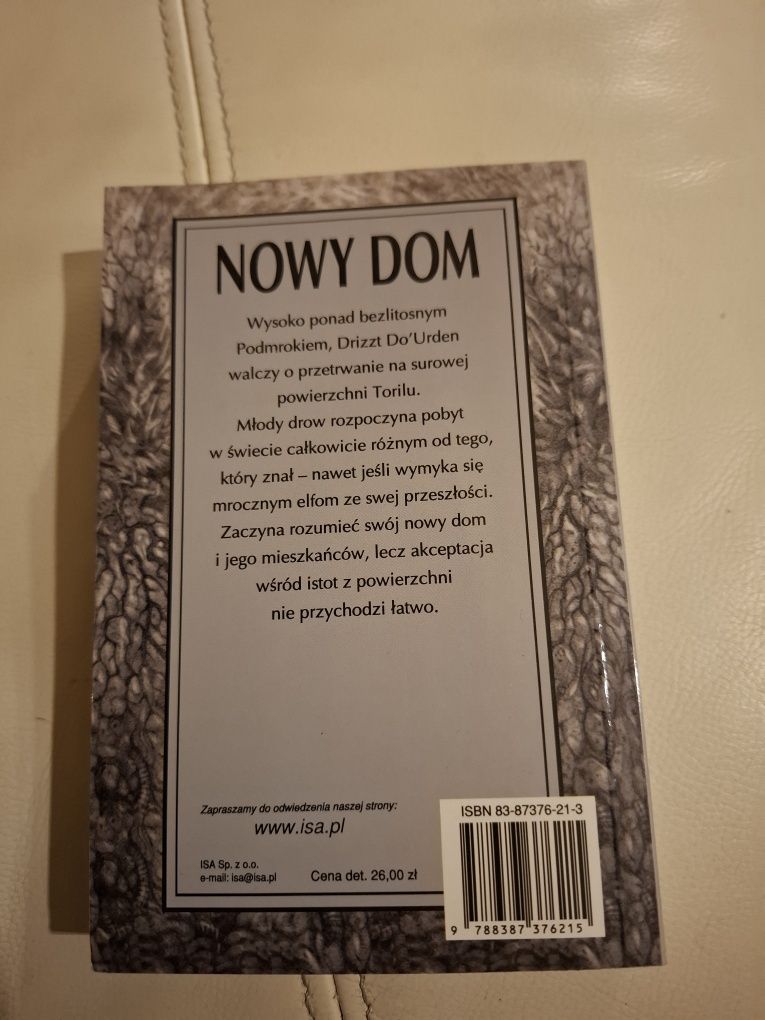 NOWY DOM
Wysoko ponad bezlitosnym
Podmrokiem, Drizzt Do'Urden
walczy o przetrwanie na surowej
powierzchni Torilu.
Młody drow rozpoczyna pobyt
w świecie całkowicie różnym od tego,
który znał – nawet jeśli wymyka się
mrocznym elfom ze swej przeszłości.
Zaczyna rozumieć swój nowy dom
i jego mieszkańców, lecz akceptacja
wśród istot z powierzchni
nie przychodzi łatwo.
Zapraszamy do odwiedzenia naszej strony:
www.isa.pl
ISA Sp. z o.o.
e-mail: isa@isa.pl
Cena det. 26,00 zł
ISBN 83-87376-21-3
9 788387 376215